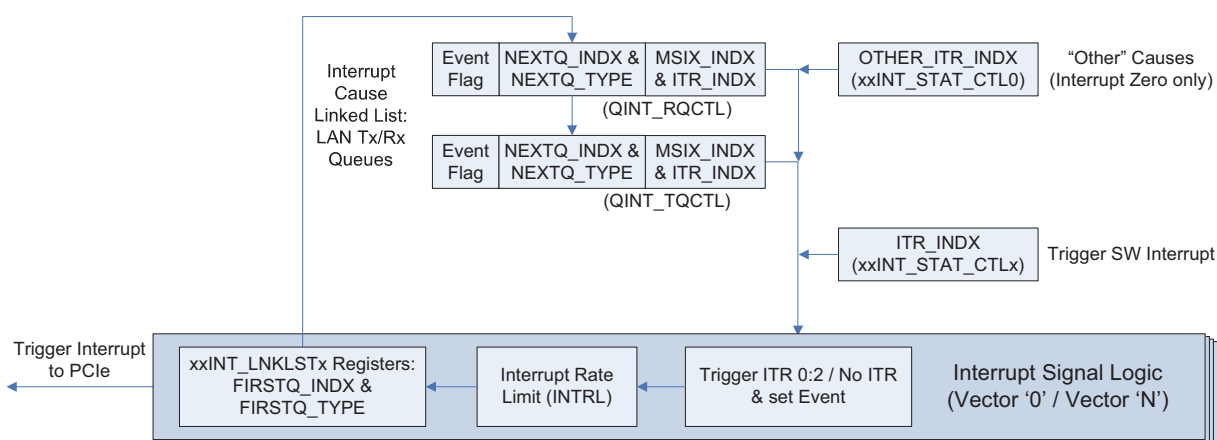 Interrupt
Cause
Linked List:
LAN Tx/Rx
Queues
Event
Flag
NEXTQ_INDX &
NEXTQ_TYPE
MSIX_INDX
& ITR_INDX
(QINT_RQCTL)
OTHER_ITR_INDX
(xxINT_STAT_CTL0)
“Other” Causes
(Interrupt Zero only)
Event
Flag
NEXTQ_INDX &
NEXTQ_TYPE
MSIX_INDX
& ITR_INDX
(QINT_TQCTL)
ITR_INDX
(xxINT_STAT_CTLx)
Trigger SW Interrupt
Trigger Interrupt
to PCIe
xxINT_LNKLSTx Registers:
FIRSTQ_INDX &
FIRSTQ_TYPE
Interrupt Rate
Limit (INTRL)
Trigger ITR 0:2 / No ITR
& set Event
Interrupt Signal Logic
(Vector ‘0’ / Vector ‘N’)